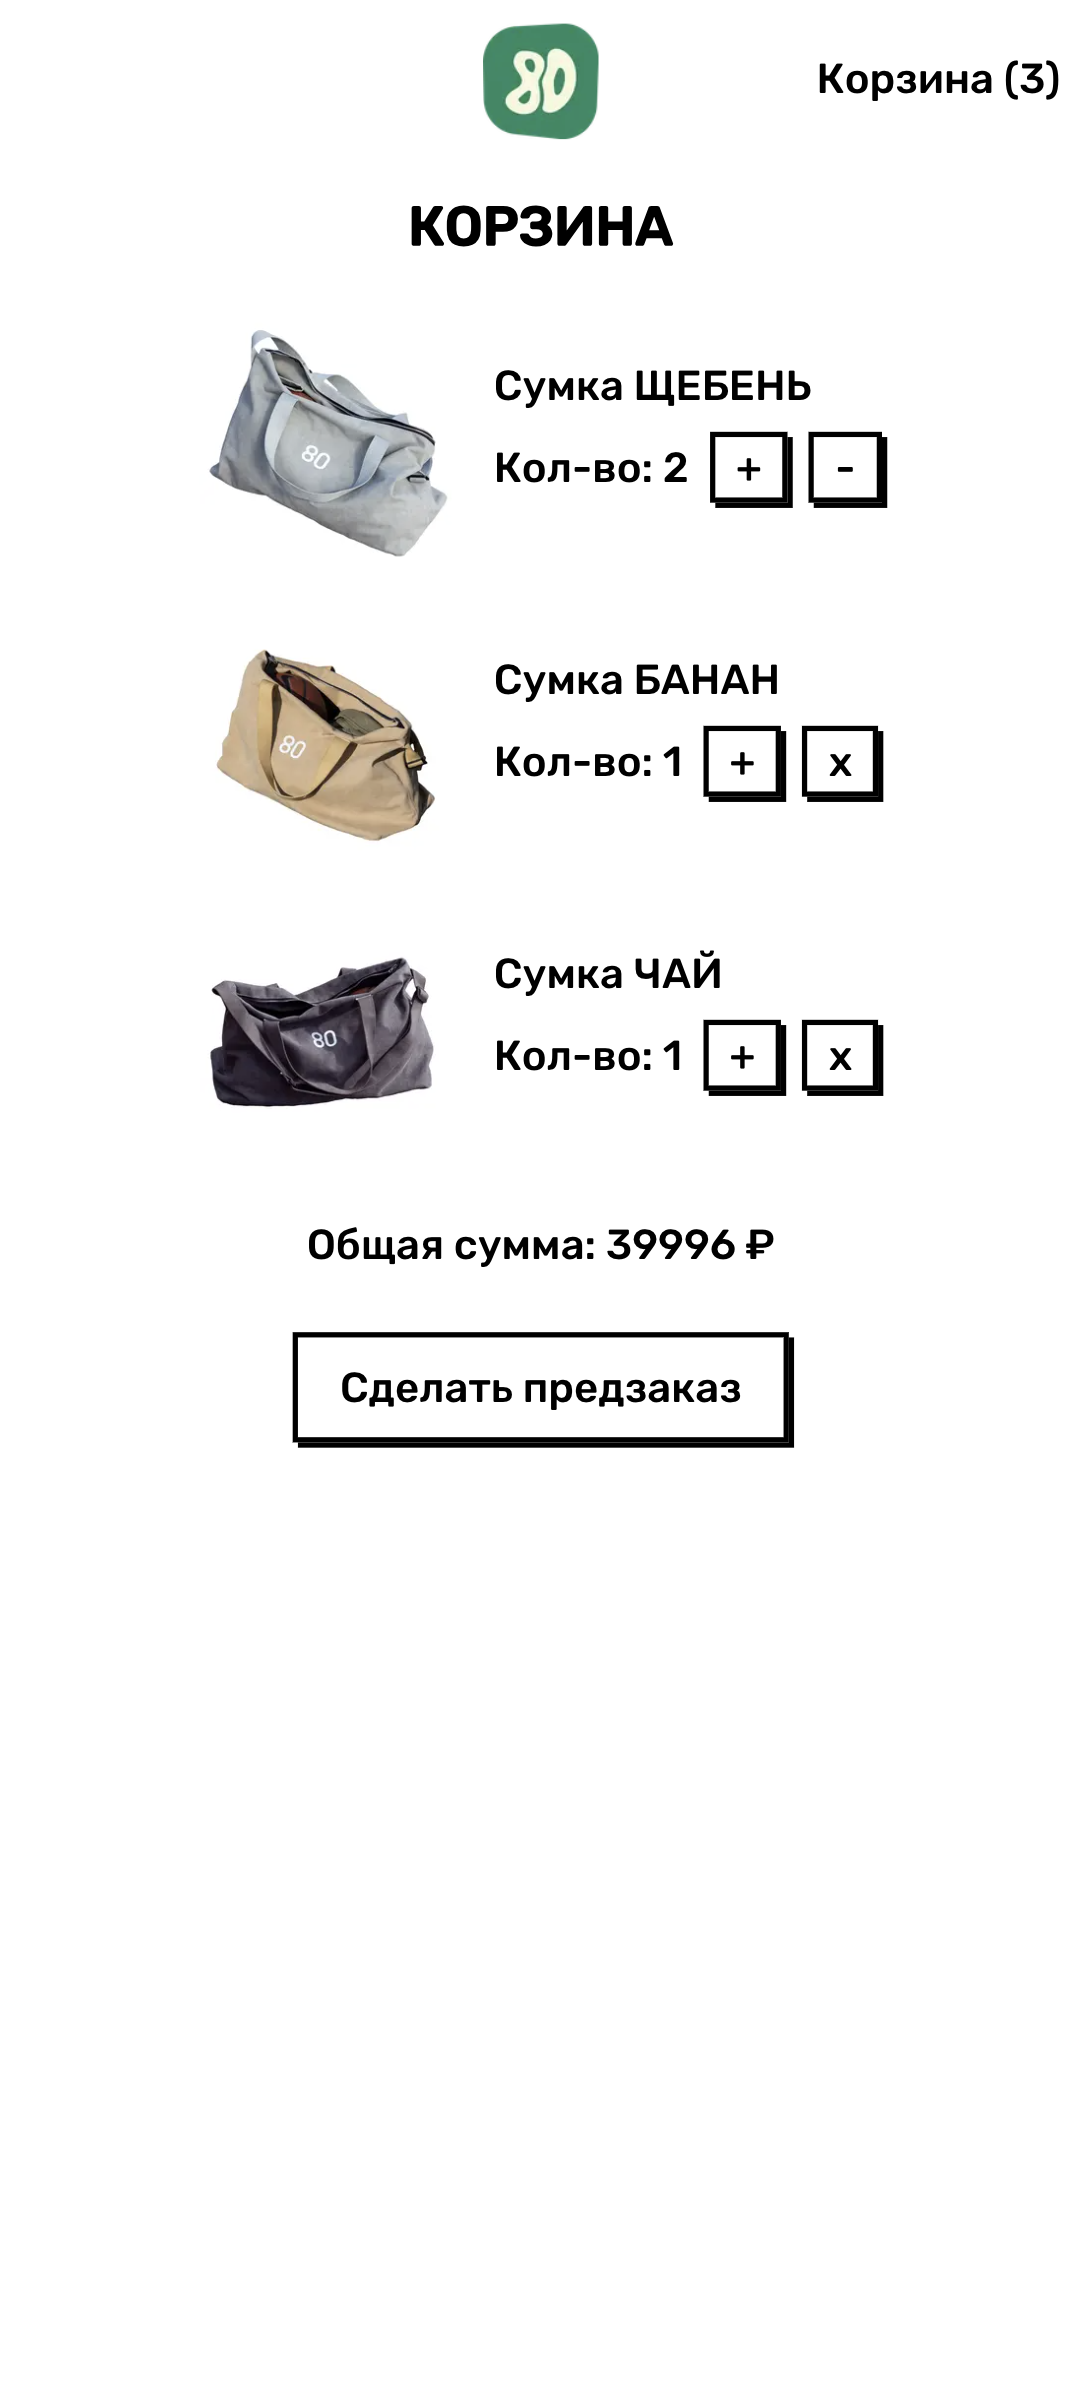 80
Корзина (3)
КОРЗИНА
80
Сумка ЩЕБЕНЬ
Кол-во: 2 + -
80
Сумка БАНАН
Кол-во: 1 + x
80
Сумка ЧАЙ
Кол-во: 1 + x
Общая сумма: 39996 ₽
Сделать предзаказ